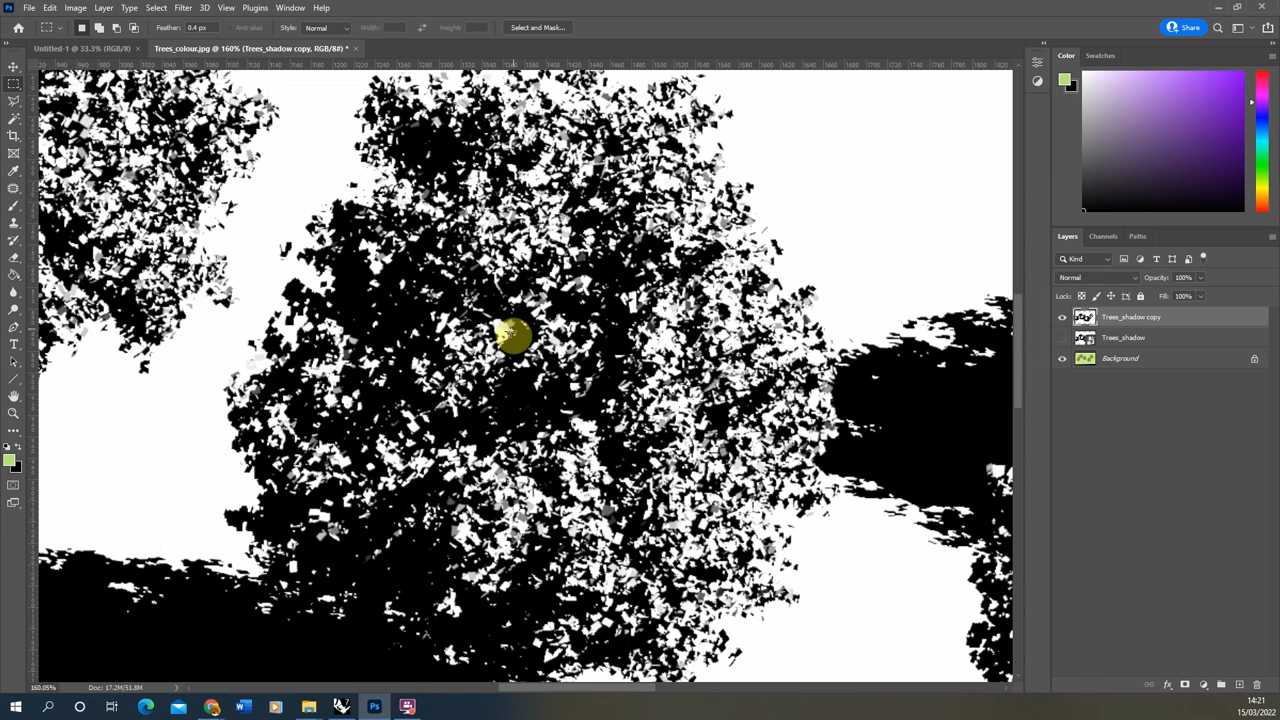 File Edit Image Layer Type Select Filter 3D View Plugins Window Help
Feather: 0.4 px Anti-alias Style: Normal Width: Height: Select and Mask... Share
Untitled-1 @ 33.3% (RGB/8) × Trees_colour.jpg @ 160% (Trees_shadow copy, RGB/8#) * ×
Color Swatches
Layers Channels Paths
Kind
Normal Opacity: 100%
Lock: Fill: 100%
Trees_shadow copy
Trees_shadow
Background
160.05% Doc: 17.2M/51.8M
14:21
15/03/2022